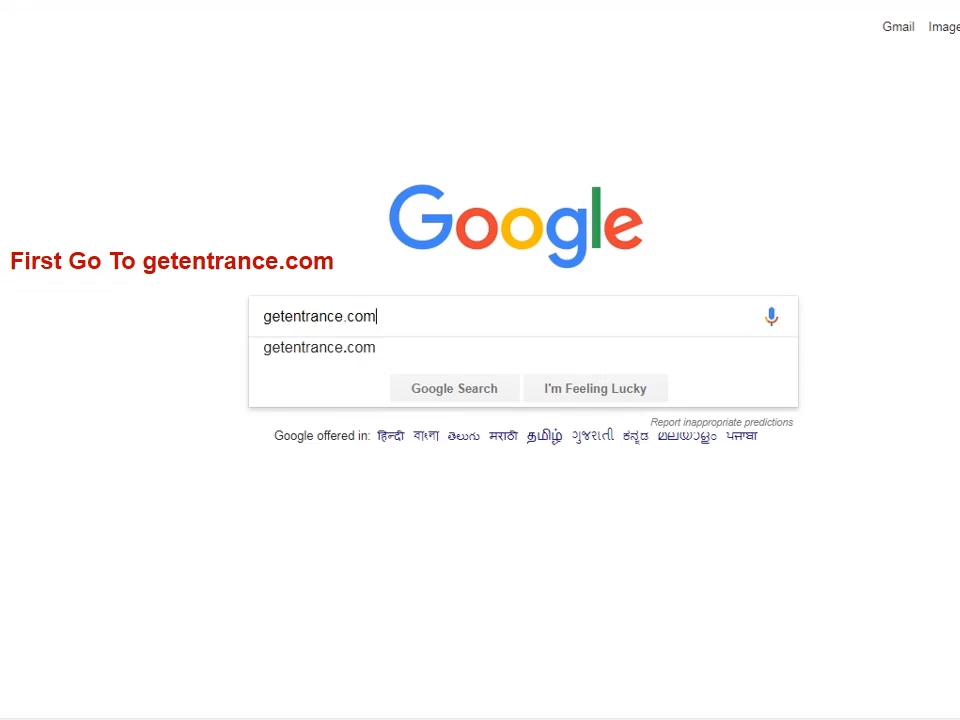 Gmail Image
Google
First Go To getentrance.com
getentrance.com
getentrance.com
Google Search I'm Feeling Lucky
Report inappropriate predictions
Google offered in: हिन्दी বাংলা తెలుగు मराठी தமிழ் ગુજરાતી ಕನ್ನಡ മലയാളം ਪੰਜਾਬੀ